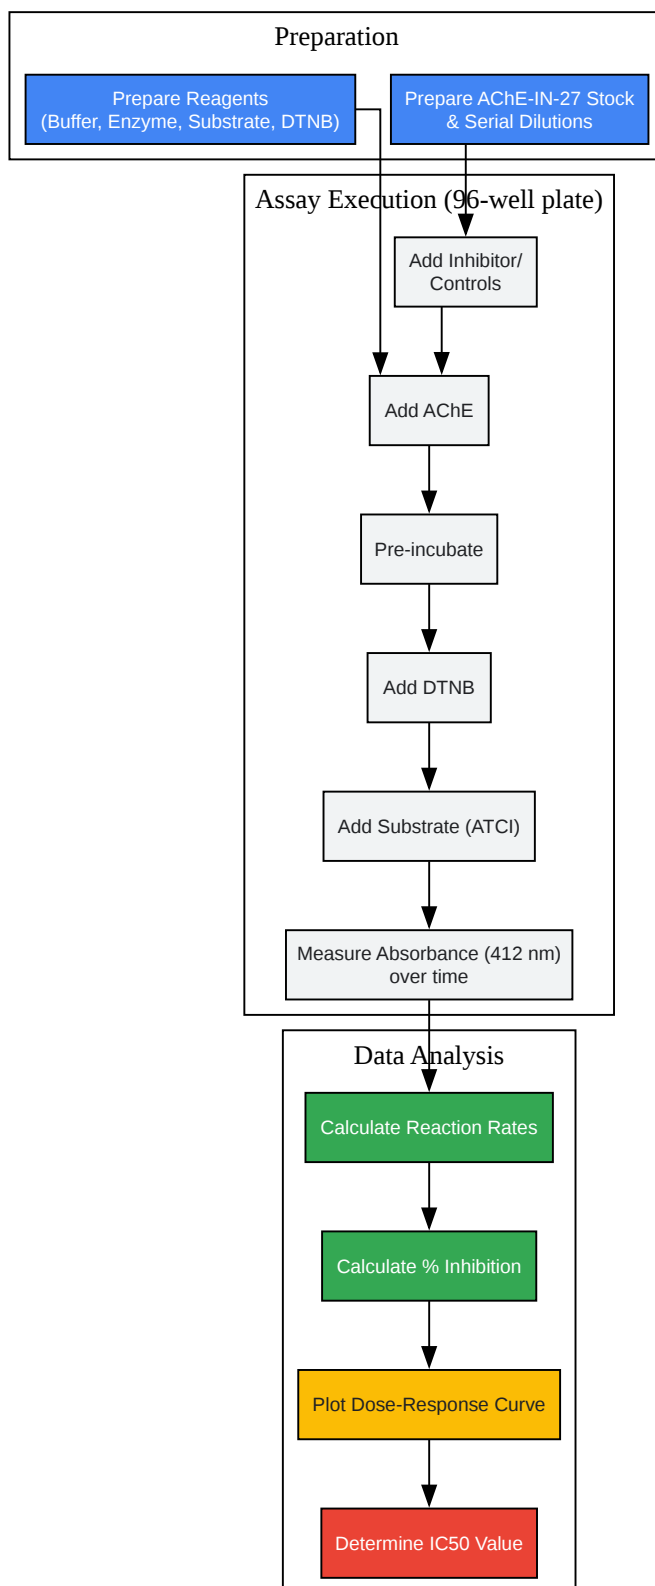 Preparation
Prepare Reagents
(Buffer, Enzyme, Substrate, DTNB)
Prepare AChE-IN-27 Stock
& Serial Dilutions
Assay Execution (96-well plate)
Add Inhibitor/
Controls
Add AChE
Pre-incubate
Add DTNB
Add Substrate (ATCI)
Measure Absorbance (412 nm)
over time
Data Analysis
Calculate Reaction Rates
Calculate % Inhibition
Plot Dose-Response Curve
Determine IC50 Value